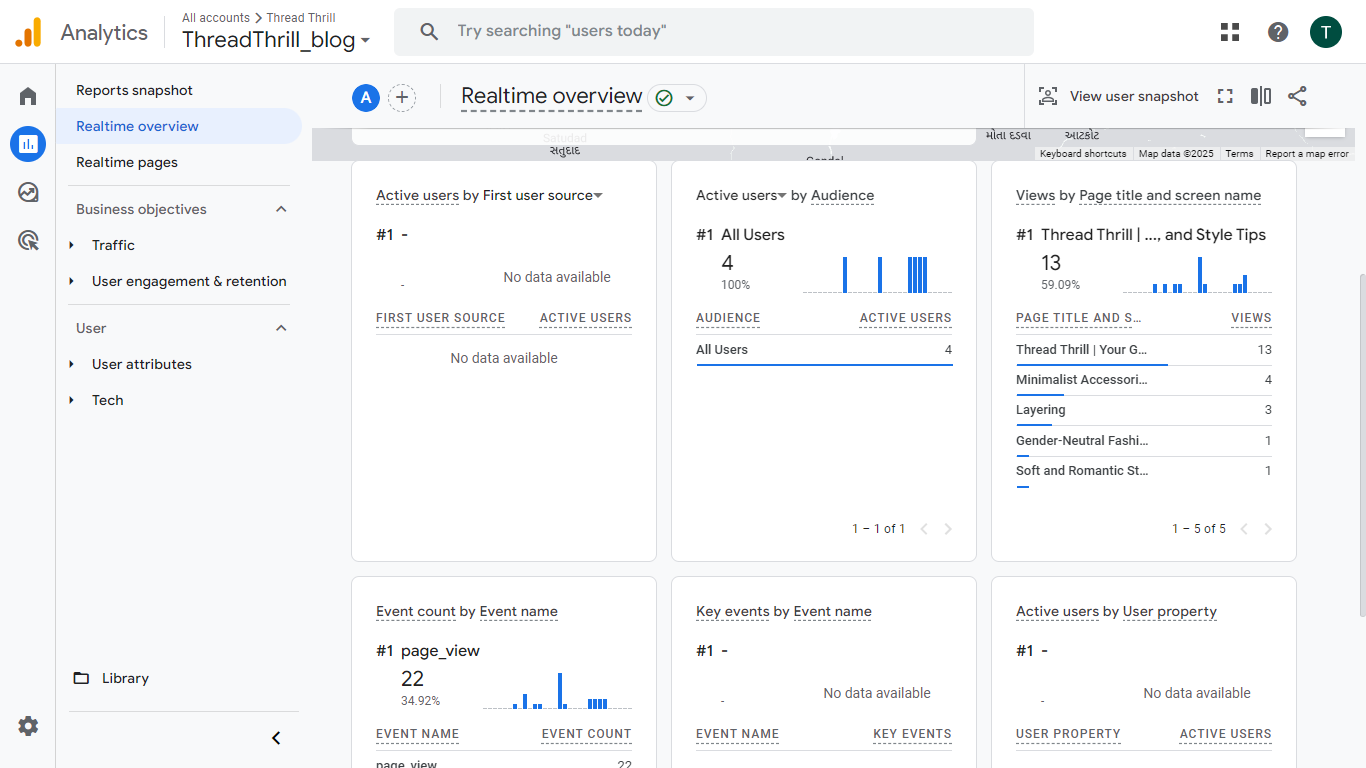 Analytics
All accounts > Thread Thrill
ThreadThrill_blog
Try searching "users today"
T
Reports snapshot
Realtime overview
Realtime pages
Business objectives
Traffic
User engagement & retention
User
User attributes
Tech
Library
A
Realtime overview
View user snapshot
Satudad
સતુદાદ
Gondal
મોતા દડવા
આટકોટ
Keyboard shortcuts
Map data ©2025
Terms
Report a map error
Active users by First user source
#1 -
-
No data available
FIRST USER SOURCE ACTIVE USERS
No data available
Active users by Audience
#1 All Users
4
100%
AUDIENCE ACTIVE USERS
All Users 4
1 – 1 of 1
Views by Page title and screen name
#1 Thread Thrill | ..., and Style Tips
13
59.09%
PAGE TITLE AND S... VIEWS
Thread Thrill | Your G... 13
Minimalist Accessori... 4
Layering 3
Gender-Neutral Fashi... 1
Soft and Romantic St... 1
1 – 5 of 5
Event count by Event name
#1 page_view
22
34.92%
EVENT NAME EVENT COUNT
page_view 22
Key events by Event name
#1 -
-
No data available
EVENT NAME KEY EVENTS
Active users by User property
#1 -
-
No data available
USER PROPERTY ACTIVE USERS